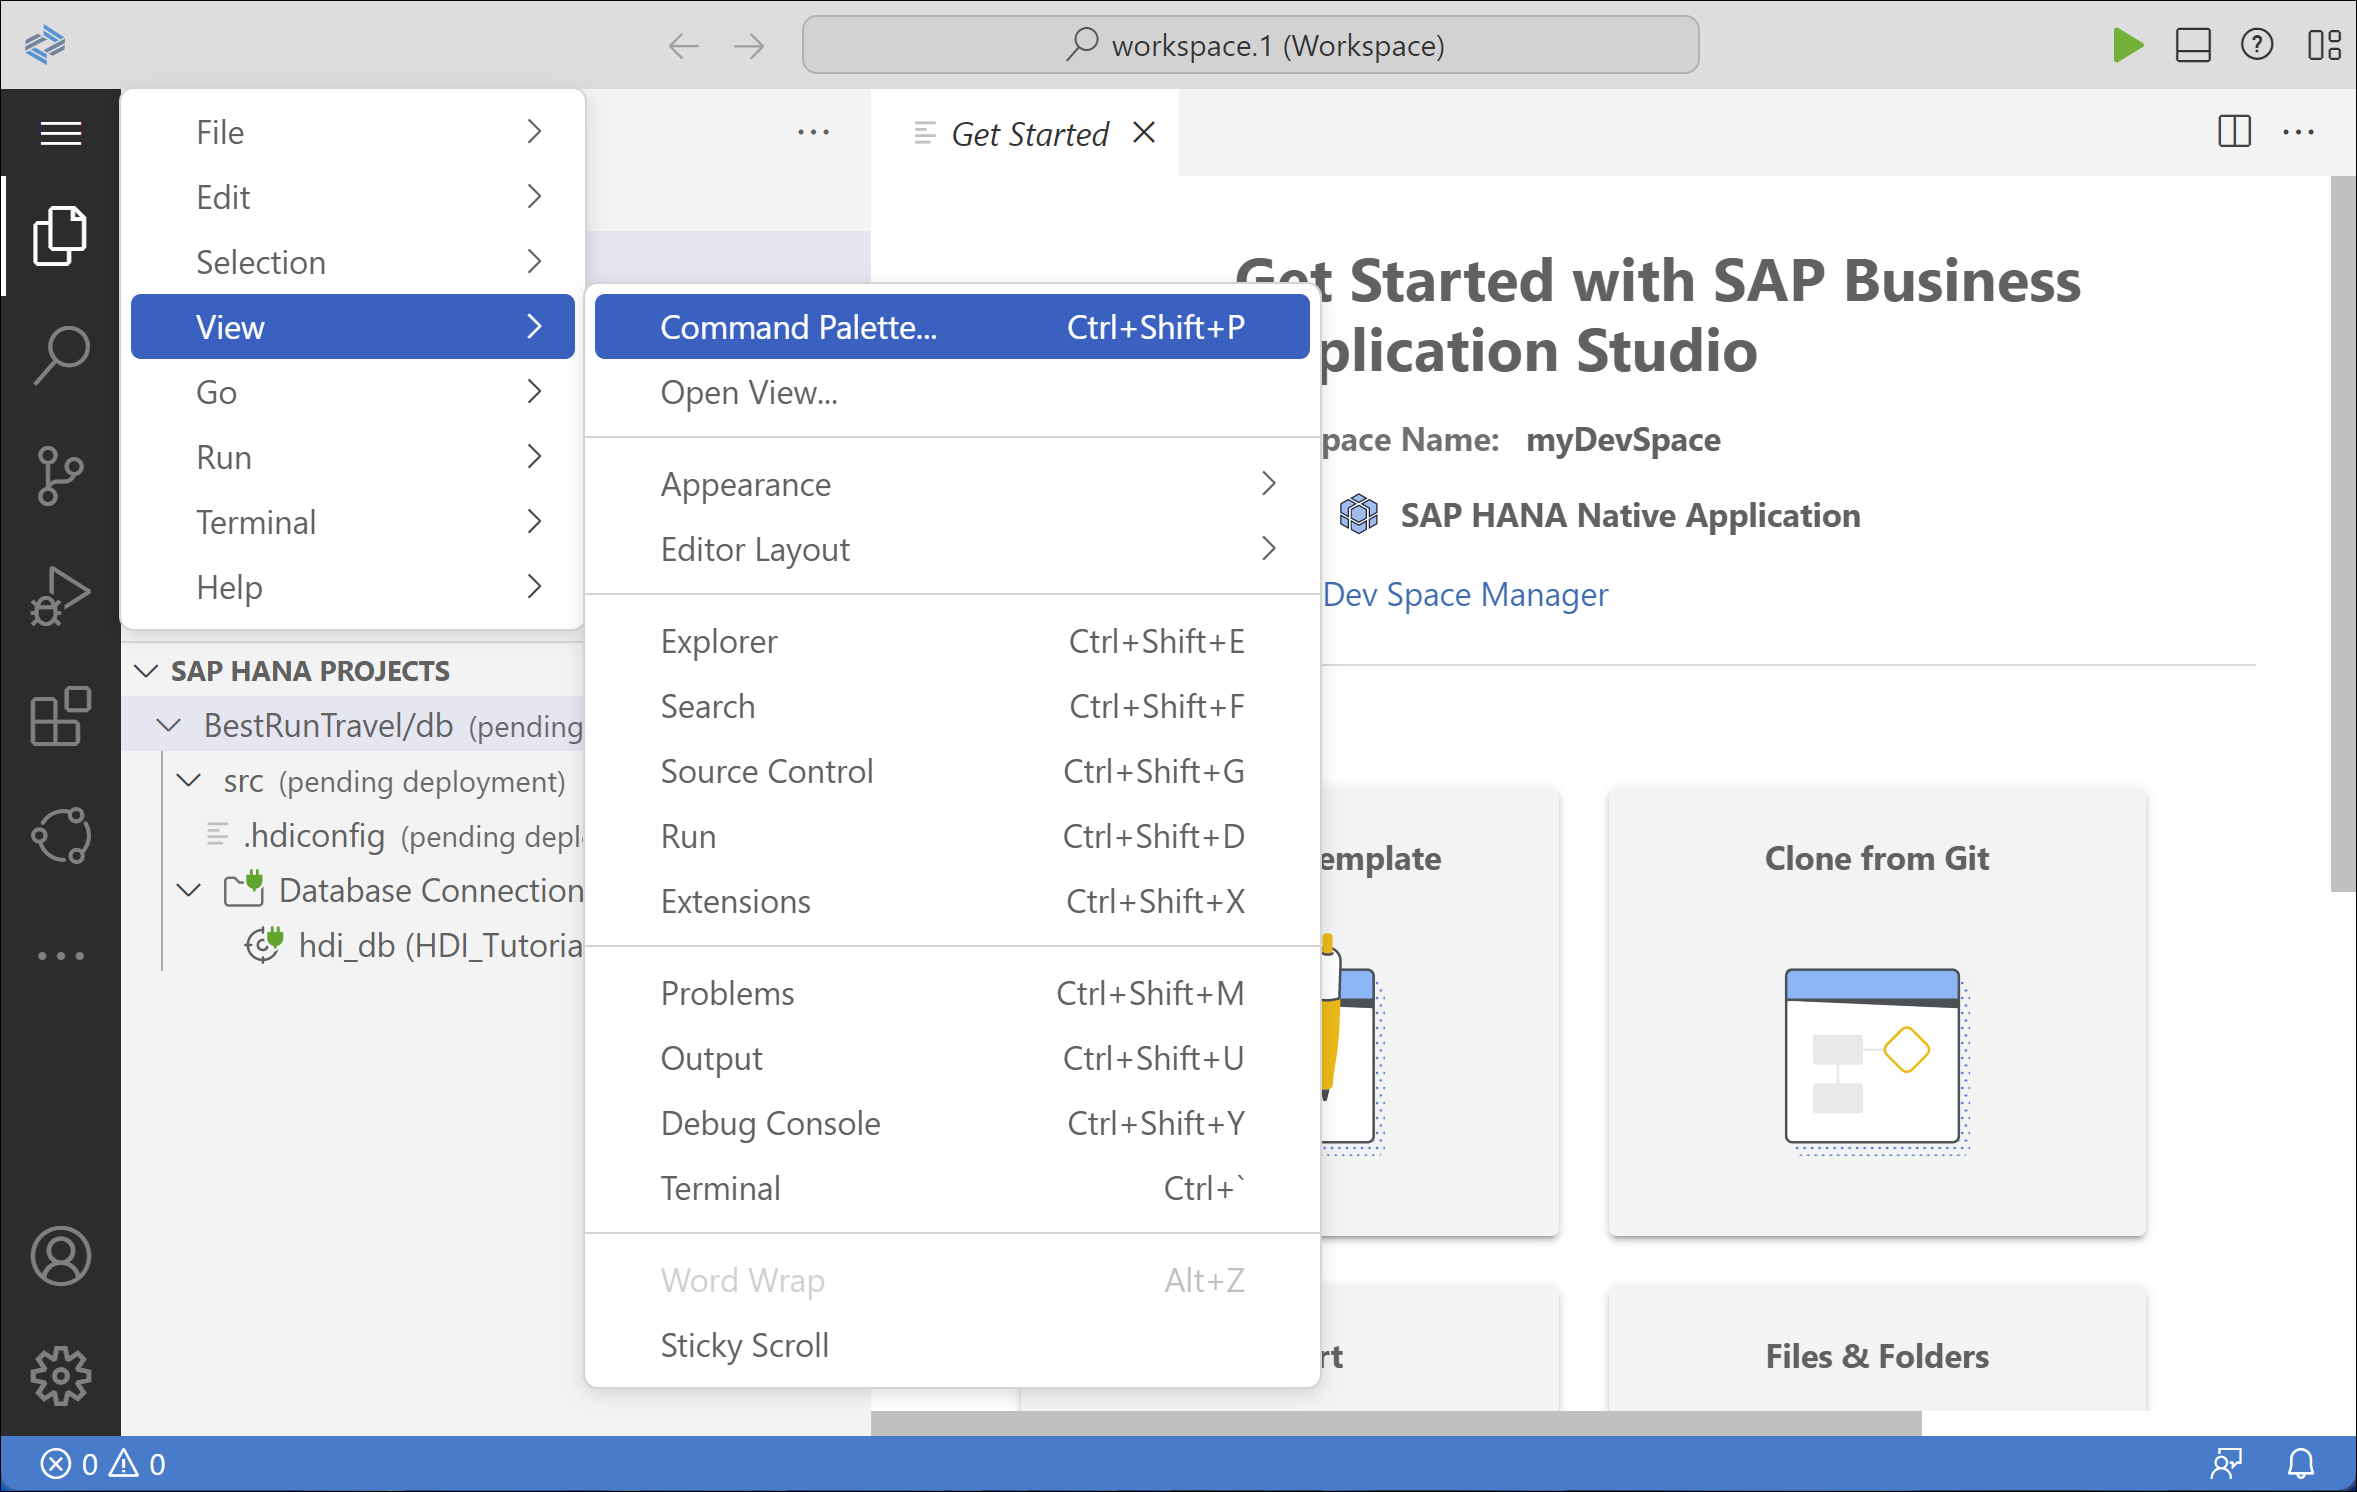 workspace.1 (Workspace)
File
Edit
Selection
View
Go
Run
Terminal
Help
SAP HANA PROJECTS
BestRunTravel/db (pending
src (pending deployment)
.hdiconfig (pending depl
Database Connection
hdi_db (HDI_Tutoria
Command Palette... Ctrl+Shift+P
Open View...
Appearance
Editor Layout
Explorer Ctrl+Shift+E
Search Ctrl+Shift+F
Source Control Ctrl+Shift+G
Run Ctrl+Shift+D
Extensions Ctrl+Shift+X
Problems Ctrl+Shift+M
Output Ctrl+Shift+U
Debug Console Ctrl+Shift+Y
Terminal Ctrl+`
Word Wrap Alt+Z
Sticky Scroll
Get Started
Get Started with SAP Business
plication Studio
pace Name: myDevSpace
SAP HANA Native Application
Dev Space Manager
emplate
Clone from Git
rt
Files & Folders
0 0